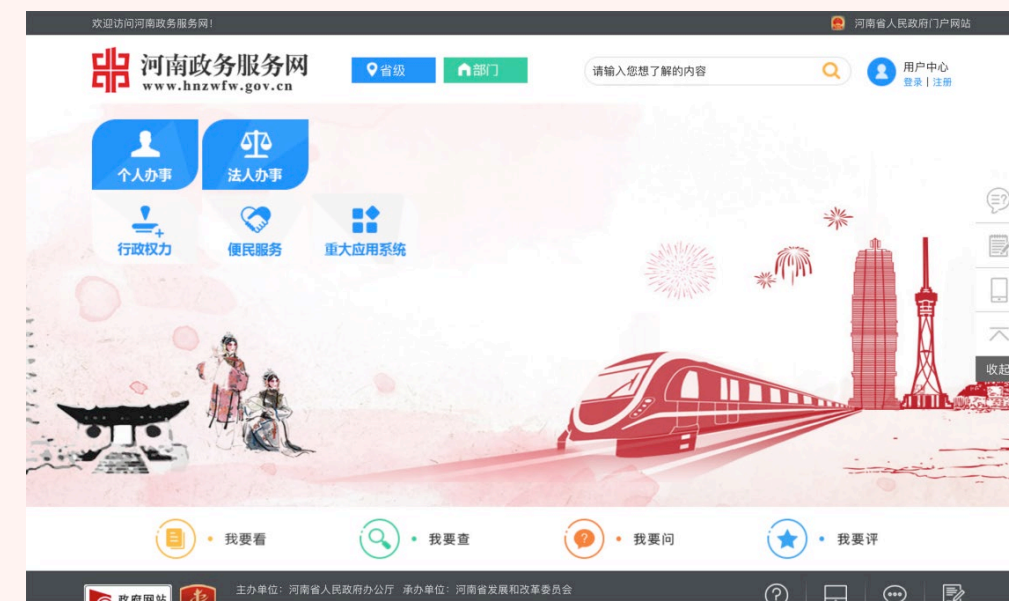 欢迎访问河南政务服务网!
河南省人民政府门户网站
河南政务服务网
www.hnzwfw.gov.cn
省级
部门
请输入您想了解的内容
用户中心
登录 | 注册
个人办事
法人办事
行政权力
便民服务
重大应用系统
收起
我要看
我要查
我要问
我要评
政府网站
主办单位：河南省人民政府办公厅 承办单位：河南省发展和改革委员会